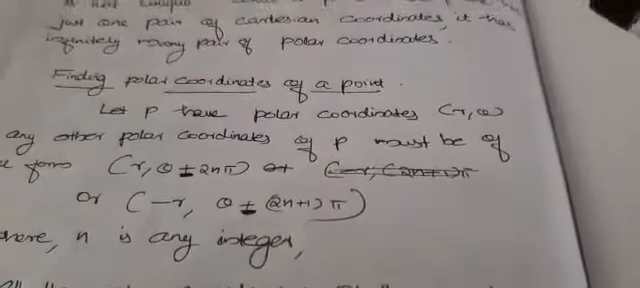 just one pair of cartesian coordinates, it has
infinitely many pair of polar coordinates.
Finding polar coordinates of a point.
Let P have polar coordinates (r, θ)
any other polar coordinates of P must be of
form (r, θ ± 2nπ) or
or (-r, θ ± (2n+1) π)
where, n is any integer,